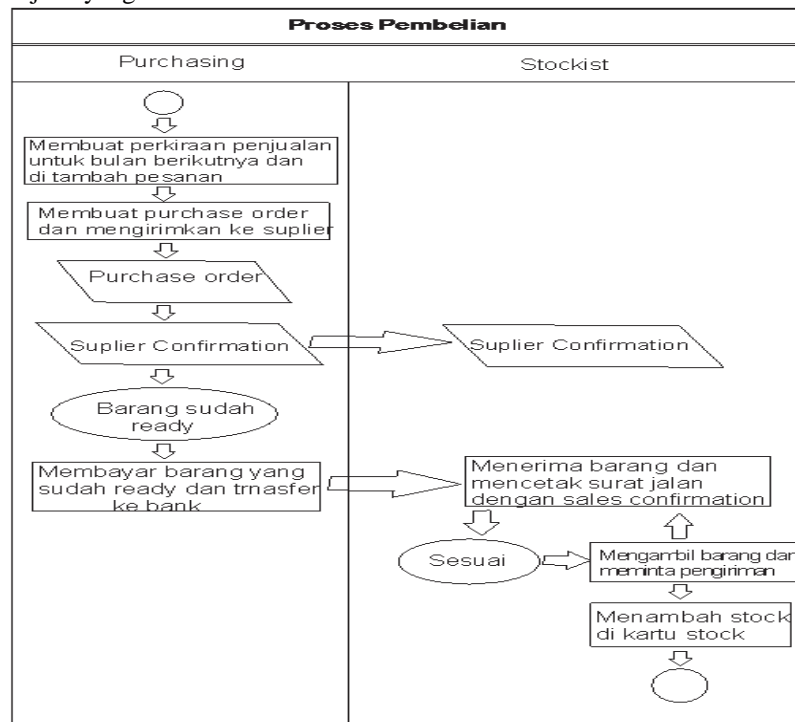 Proses Pembelian
Purchasing
Stockist
Membuat perkiraan penjualan
untuk bulan berikutnya dan
di tambah pesanan
Membuat purchase order
dan mengirimkan ke suplier
Purchase order
Suplier Confirmation
Suplier Confirmation
Barang sudah
ready
Membayar barang yang
sudah ready dan trnasfer
ke bank
Menerima barang dan
mencetak surat jalan
dengan sales confirmation
Sesuai
Mengambil barang dan
meminta pengiriman
Menambah stock
di kartu stock